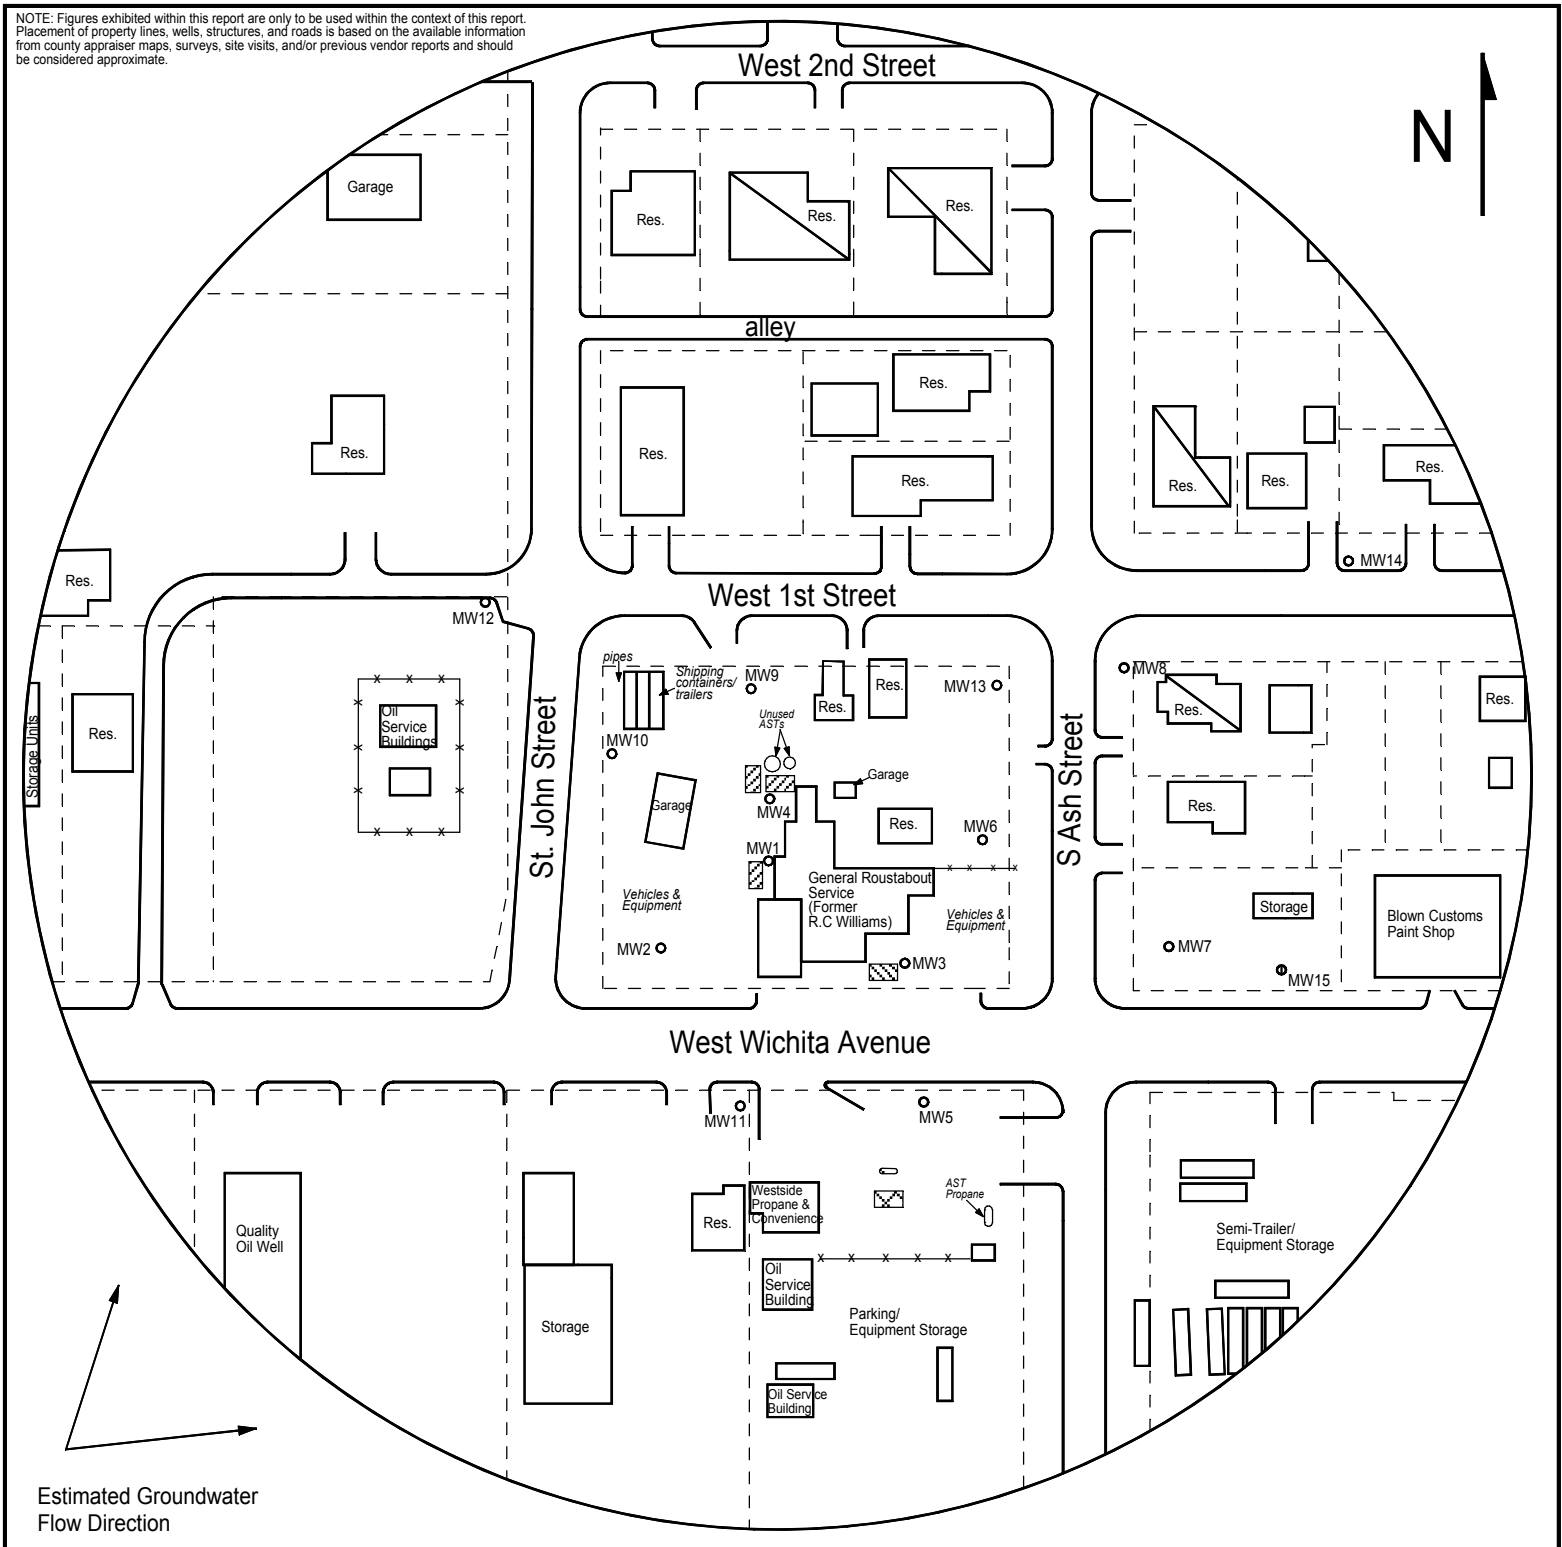 NOTE: Figures exhibited within this report are only to be used within the context of this report.
Placement of property lines, wells, structures, and roads is based on the available information
from county appraiser maps, surveys, site visits, and/or previous vendor reports and should
be considered approximate.
West 2nd Street
N
Garage
Res.
Res.
Res.
alley
Res.
Res.
Res.
Res.
Res.
Res.
Res.
Res.
MW14
West 1st Street
MW12
pipes
Shipping
containers/
trailers
MW9
Res.
Res.
MW13
MW8
Res.
Res.
Storage Units
Res.
Oil
Service
Buildings
St. John Street
MW10
Unused
ASTs
Garage
Garage
MW4
Res.
MW6
S Ash Street
Res.
MW1
General Roustabout
Service
(Former
R.C Williams)
Vehicles &
Equipment
Vehicles &
Equipment
MW2
MW3
Storage
Blown Customs
Paint Shop
MW7
MW15
West Wichita Avenue
MW11
MW5
Quality
Oil Well
Res.
Westside
Propane &
Convenience
AST
Propane
Semi-Trailer/
Equipment Storage
Oil
Service
Building
Storage
Parking/
Equipment Storage
Oil Service
Building
Estimated Groundwater
Flow Direction